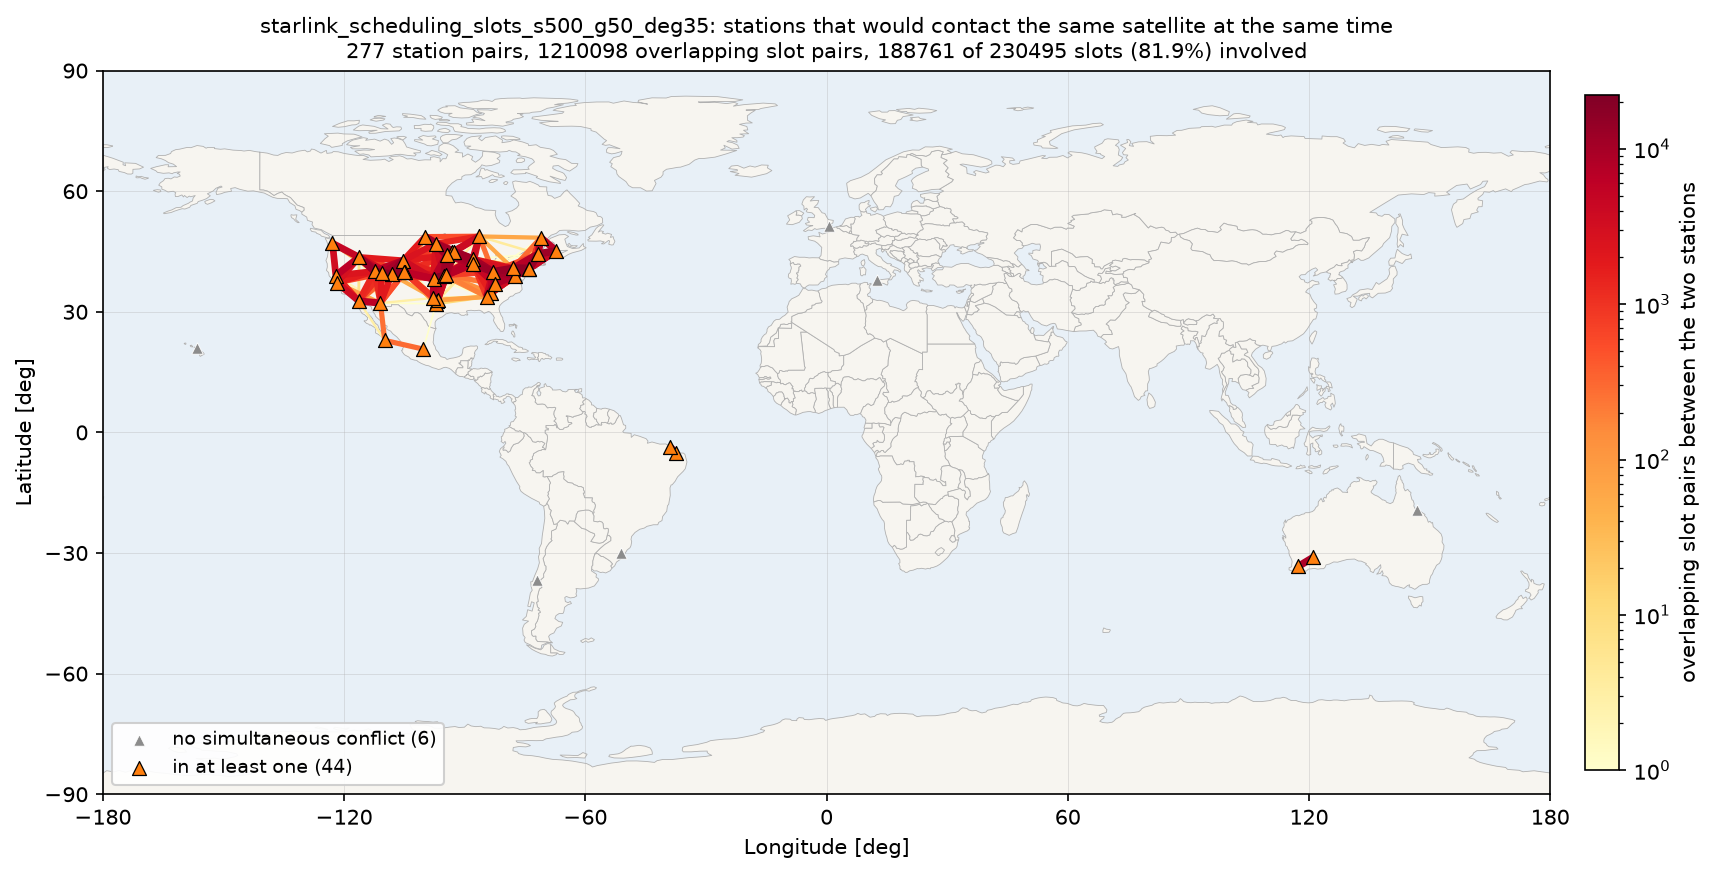 starlink_scheduling_slots_s500_g50_deg35: stations that would contact the same satellite at the same time
277 station pairs, 1210098 overlapping slot pairs, 188761 of 230495 slots (81.9%) involved
90
60
30
0
−30
−60
−90
Latitude [deg]
−180
−120
−60
0
60
120
180
Longitude [deg]
no simultaneous conflict (6)
in at least one (44)
10⁴
10³
10²
10¹
10⁰
overlapping slot pairs between the two stations